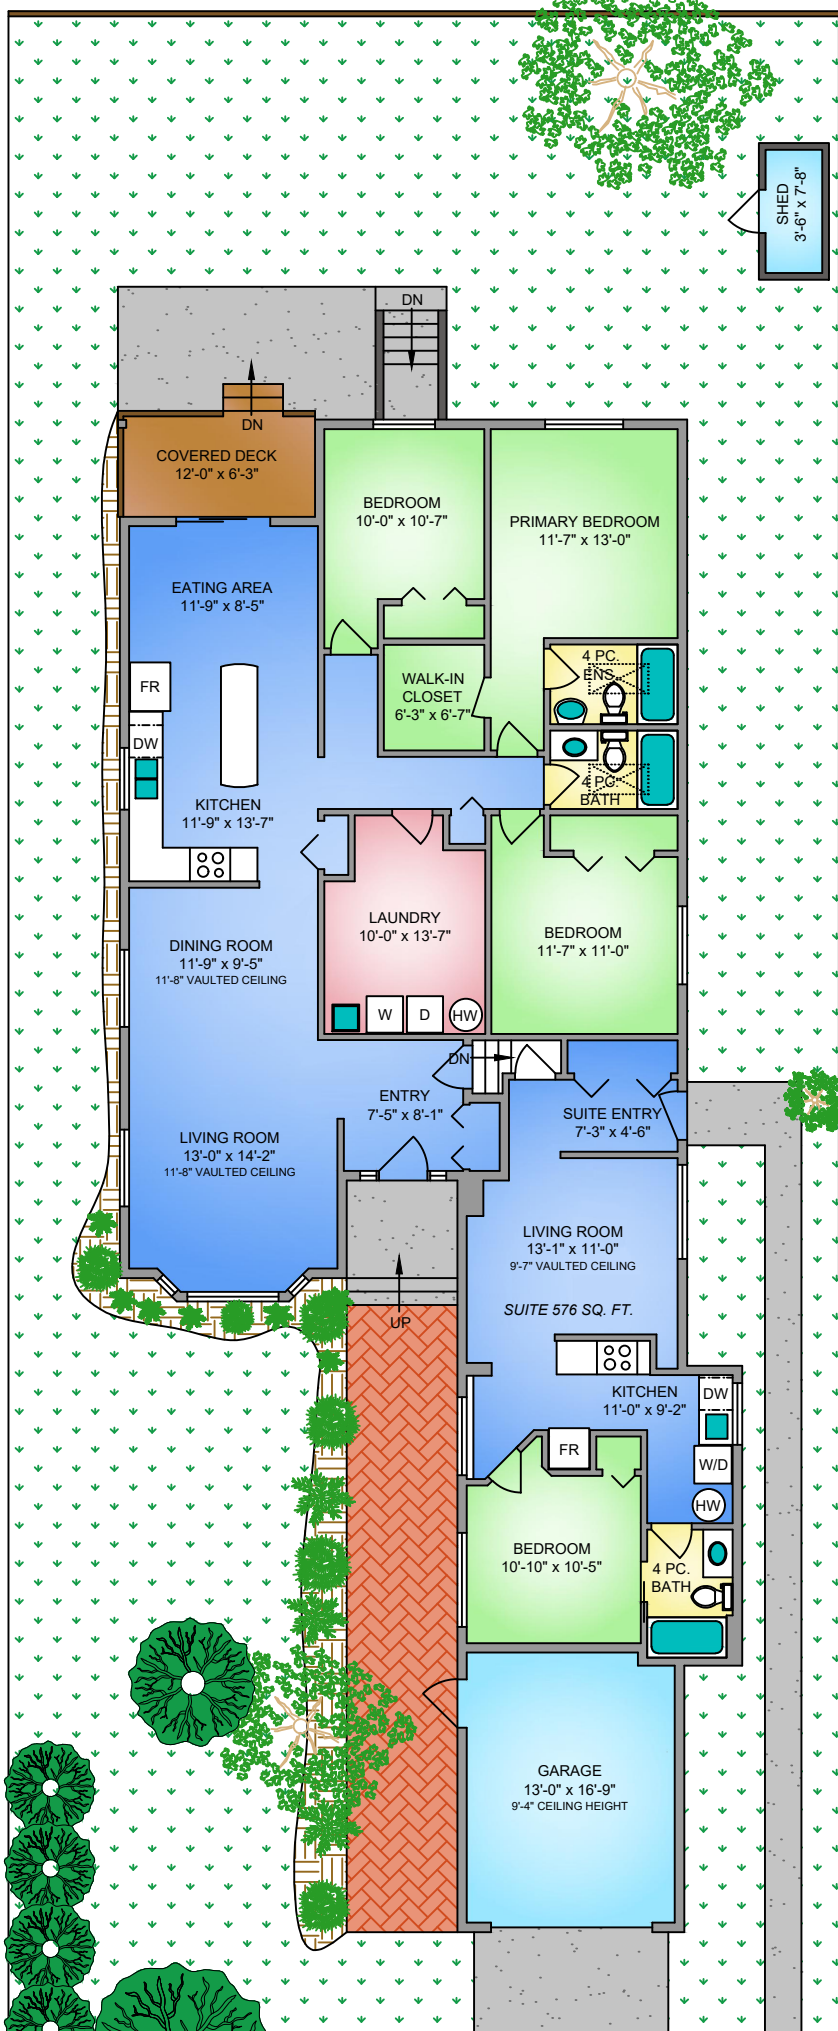 SHED
3'-6" x 7'-8"
DN
DN
COVERED DECK
12'-0" x 6'-3"
BEDROOM
10'-0" x 10'-7"
PRIMARY BEDROOM
11'-7" x 13'-0"
EATING AREA
11'-9" x 8'-5"
4 PC.
ENS.
WALK-IN
CLOSET
6'-3" x 6'-7"
FR
DW
4 PC.
BATH
KITCHEN
11'-9" x 13'-7"
LAUNDRY
10'-0" x 13'-7"
BEDROOM
11'-7" x 11'-0"
DINING ROOM
11'-9" x 9'-5"
11'-8" VAULTED CEILING
W
D
HW
DN
ENTRY
7'-5" x 8'-1"
SUITE ENTRY
7'-3" x 4'-6"
LIVING ROOM
13'-0" x 14'-2"
11'-8" VAULTED CEILING
LIVING ROOM
13'-1" x 11'-0"
9'-7" VAULTED CEILING
SUITE 576 SQ. FT.
UP
KITCHEN
11'-0" x 9'-2"
DW
FR
W/D
HW
BEDROOM
10'-10" x 10'-5"
4 PC.
BATH
GARAGE
13'-0" x 16'-9"
9'-4" CEILING HEIGHT